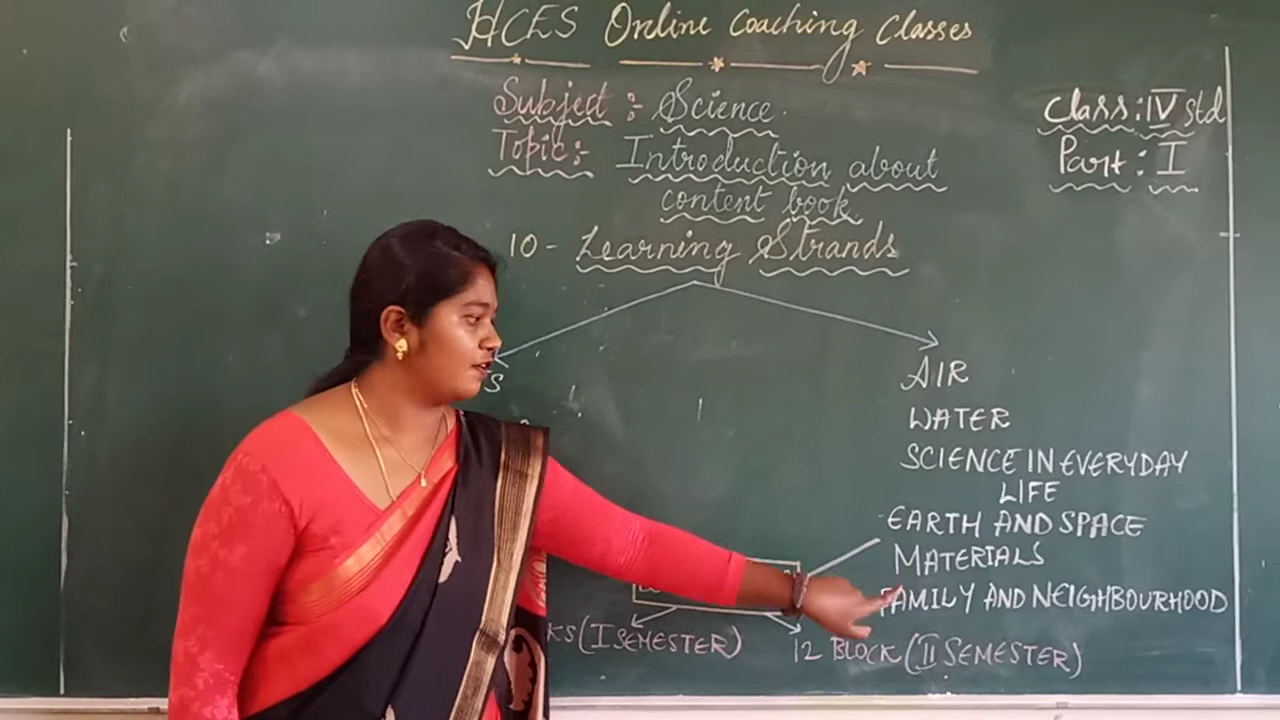 HCES Online Coaching Classes
Subject :- Science.
Class: IV Std
Topic:- Introduction about
Part : I
content book.
10 - Learning Strands
AIR
WATER
SCIENCE IN EVERYDAY
LIFE
EARTH AND SPACE
MATERIALS
FAMILY AND NEIGHBOURHOOD
(I SEMESTER)
12 BLOCK (II SEMESTER)